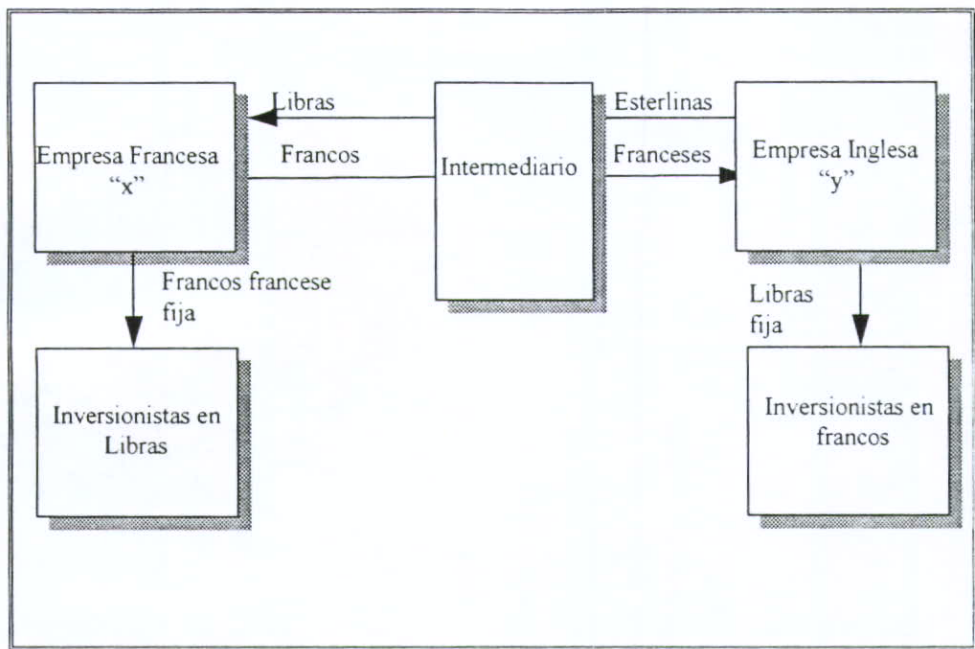 Libras
Esterlinas
Empresa Francesa
“x”
Francos
Intermediario
Franceses
Empresa Inglesa
“y”
Francos francese
fija
Libras
fija
Inversionistas en
Libras
Inversionistas en
francos